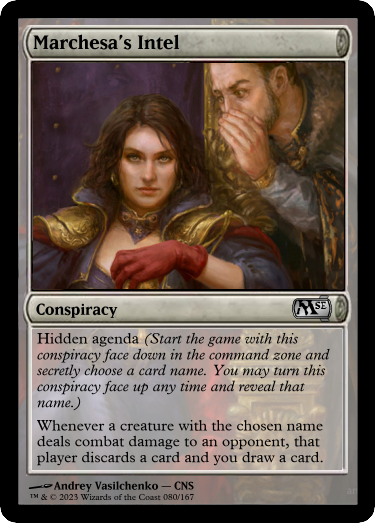 Marchesa's Intel
Conspiracy
M SE
Hidden agenda (Start the game with this
conspiracy face down in the command zone and
secretly choose a card name. You may turn this
conspiracy face up any time and reveal that
name.)
Whenever a creature with the chosen name
deals combat damage to an opponent, that
player discards a card and you draw a card.
Andrey Vasilchenko — CNS
™ & © 2023 Wizards of the Coast 080/167